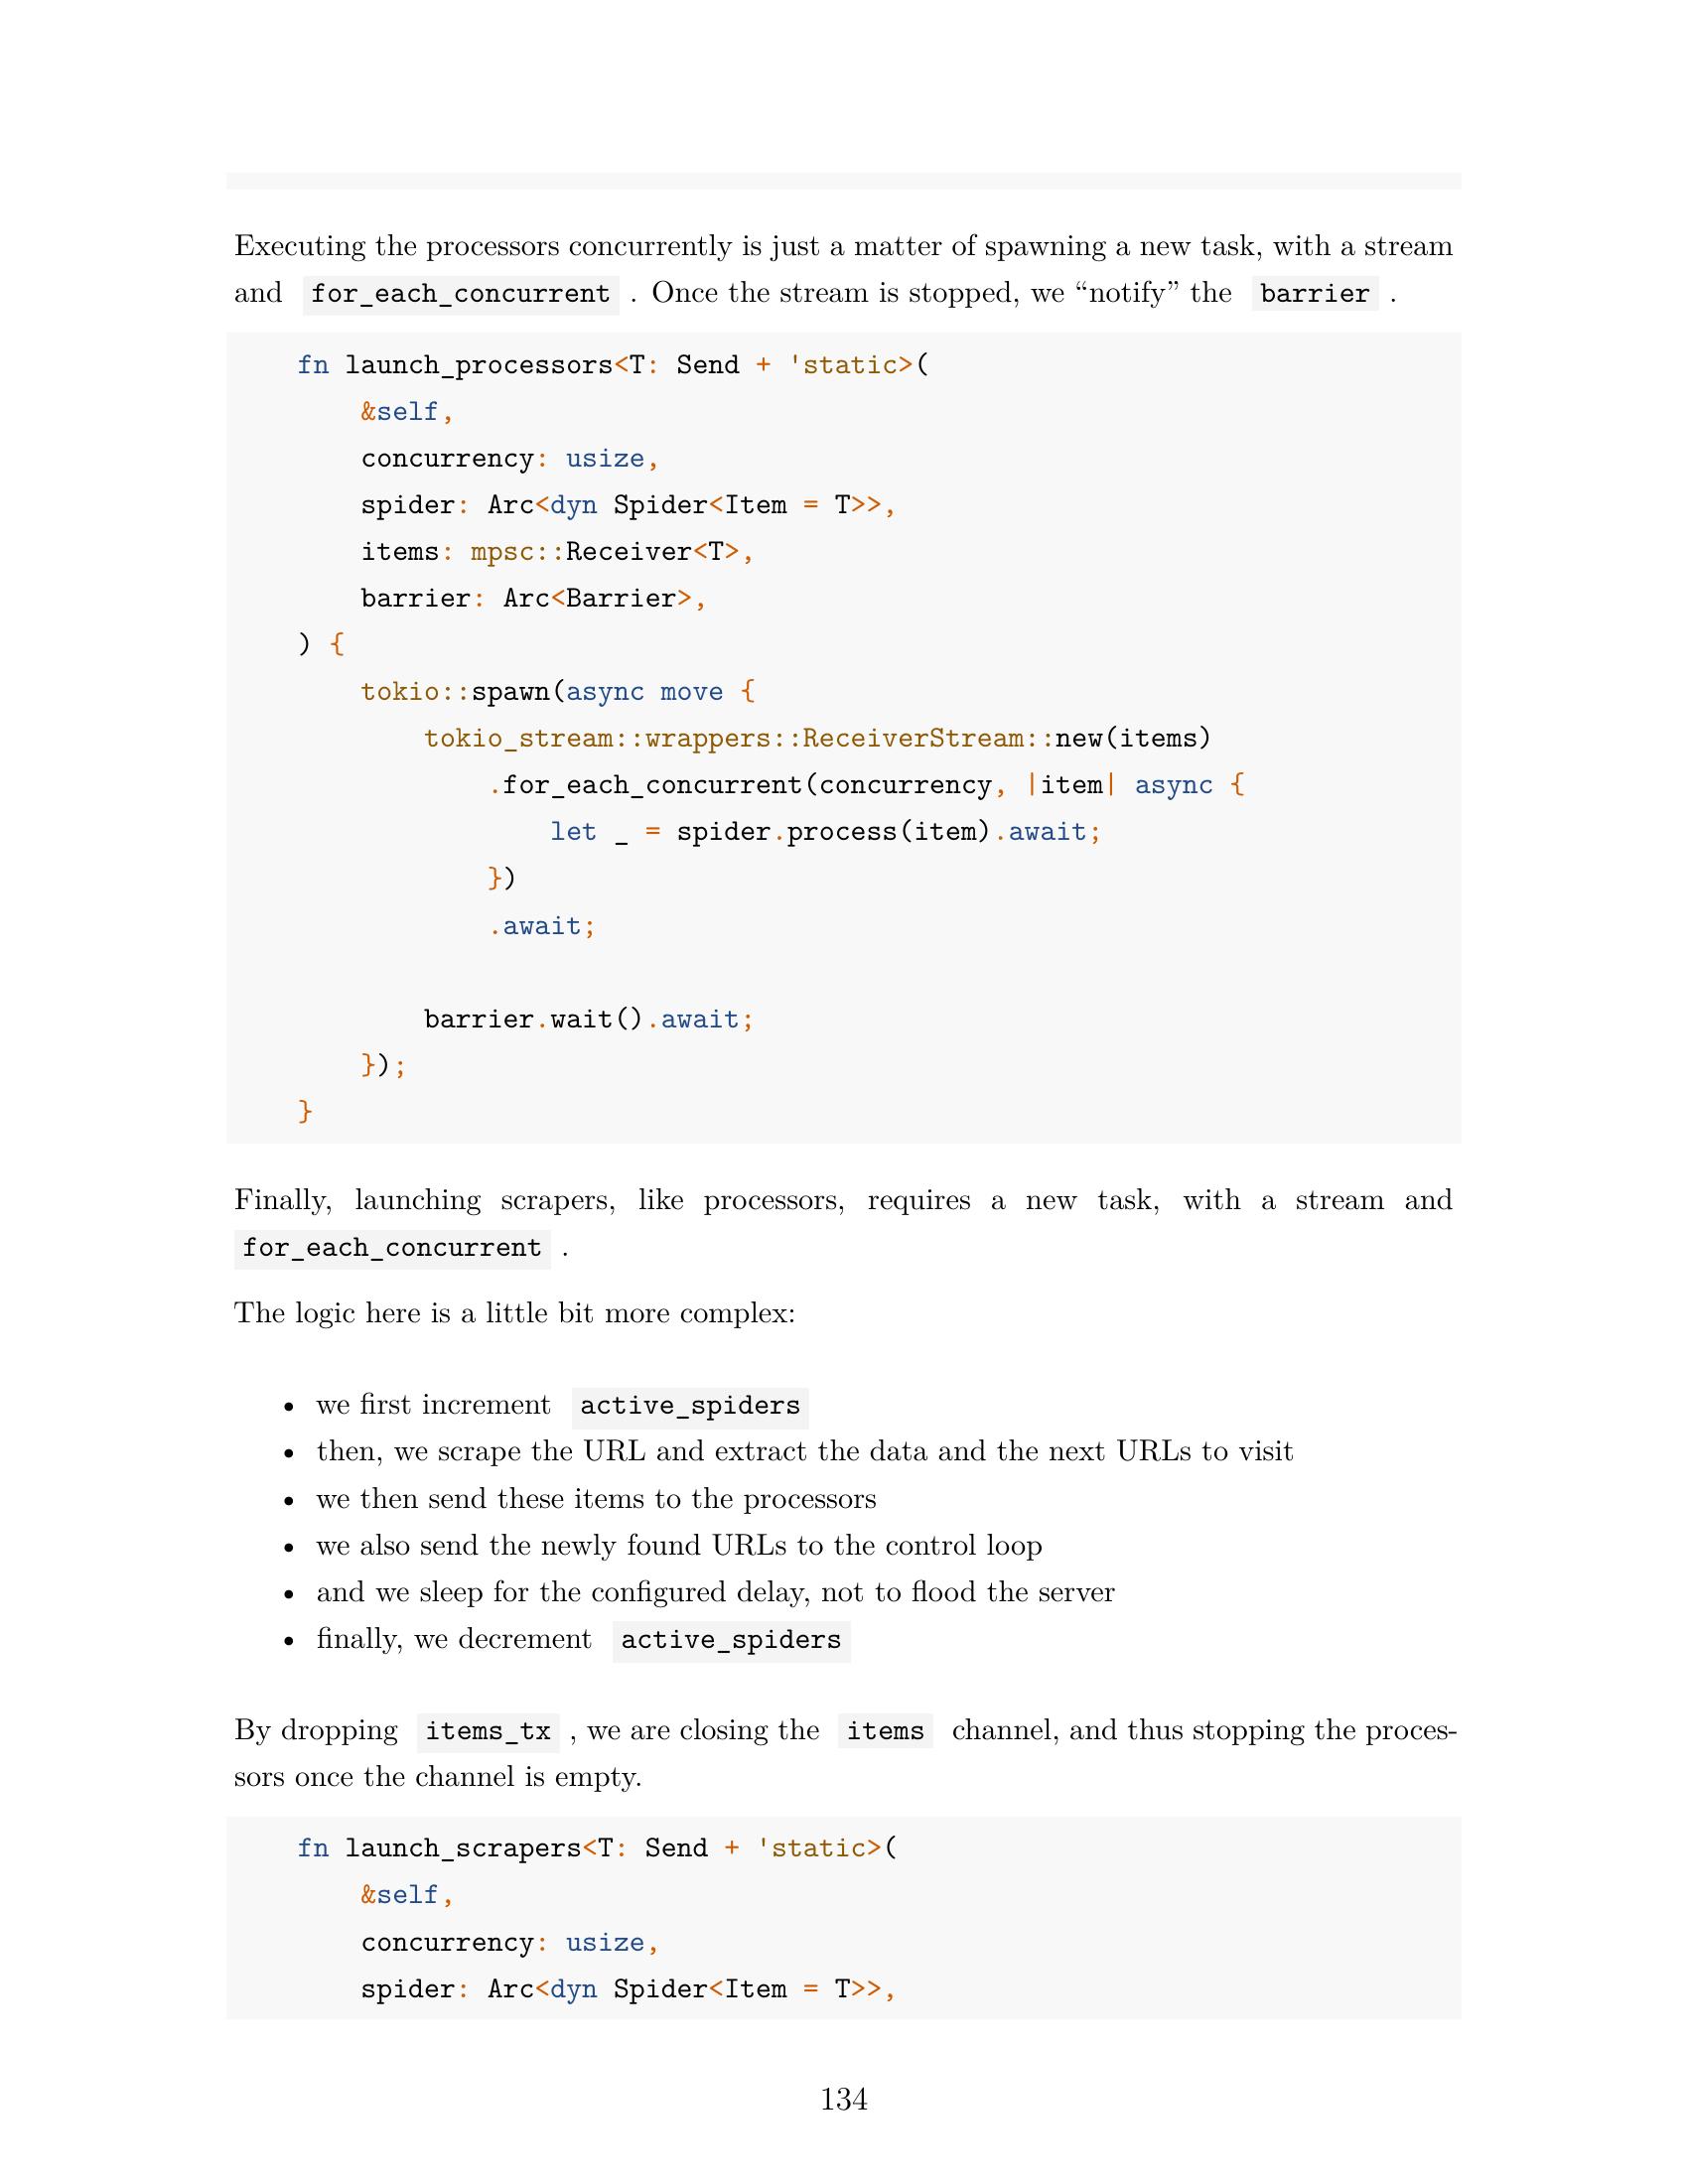 Executing the processors concurrently is just a matter of spawning a new task, with a stream
and for_each_concurrent . Once the stream is stopped, we “notify” the barrier .
fn launch_processors<T: Send + 'static>(
    &self,
    concurrency: usize,
    spider: Arc<dyn Spider<Item = T>>,
    items: mpsc::Receiver<T>,
    barrier: Arc<Barrier>,
) {
    tokio::spawn(async move {
        tokio_stream::wrappers::ReceiverStream::new(items)
            .for_each_concurrent(concurrency, |item| async {
                let _ = spider.process(item).await;
            })
            .await;

        barrier.wait().await;
    });
}
Finally, launching scrapers, like processors, requires a new task, with a stream and
for_each_concurrent .
The logic here is a little bit more complex:
• we first increment active_spiders
• then, we scrape the URL and extract the data and the next URLs to visit
• we then send these items to the processors
• we also send the newly found URLs to the control loop
• and we sleep for the configured delay, not to flood the server
• finally, we decrement active_spiders
By dropping items_tx , we are closing the items channel, and thus stopping the proces-
sors once the channel is empty.
fn launch_scrapers<T: Send + 'static>(
    &self,
    concurrency: usize,
    spider: Arc<dyn Spider<Item = T>>,
134